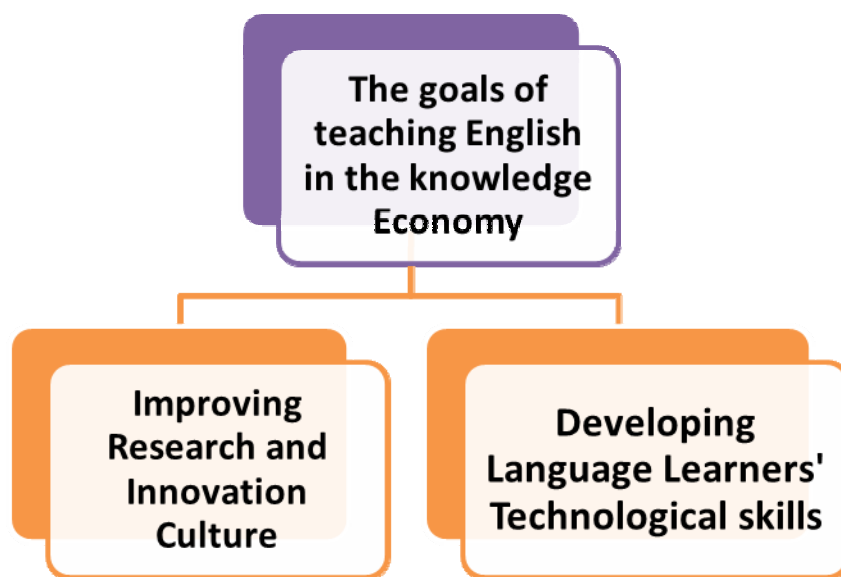 The goals of
teaching English
in the knowledge
Economy
Improving
Research and
Innovation
Culture
Developing
Language Learners'
Technological skills